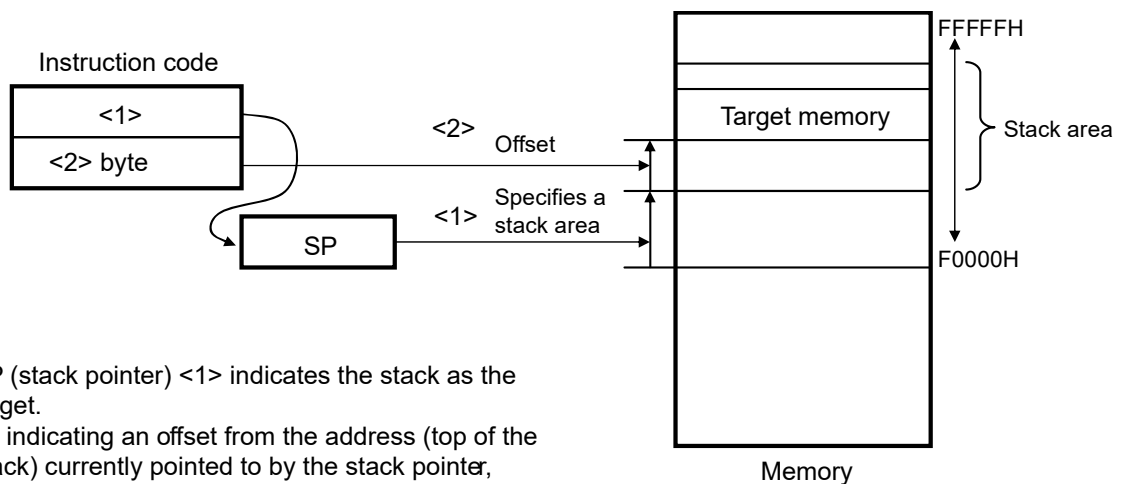 FFFFFH
Instruction code
<1>
<2> byte
Target memory
Stack area
<2> Offset
Specifies a
<1> stack area
SP
F0000H
(stack pointer) <1> indicates the stack as the
get.
indicating an offset from the address (top of the
ck) currently pointed to by the stack pointer,
Memory